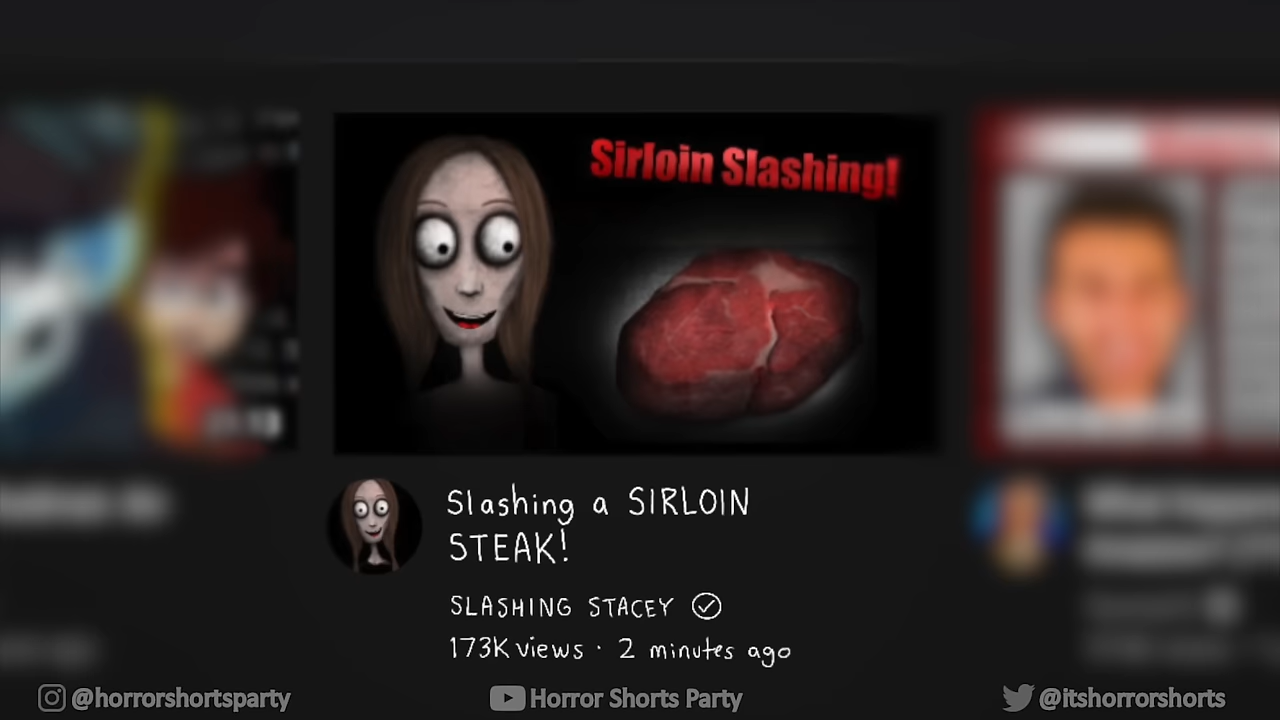 Sirloin Slashing!
Slashing a SIRLOIN
STEAK!
SLASHING STACEY
173K views · 2 minutes ago
@horrorshortsparty
Horror Shorts Party
@itshorrorshorts